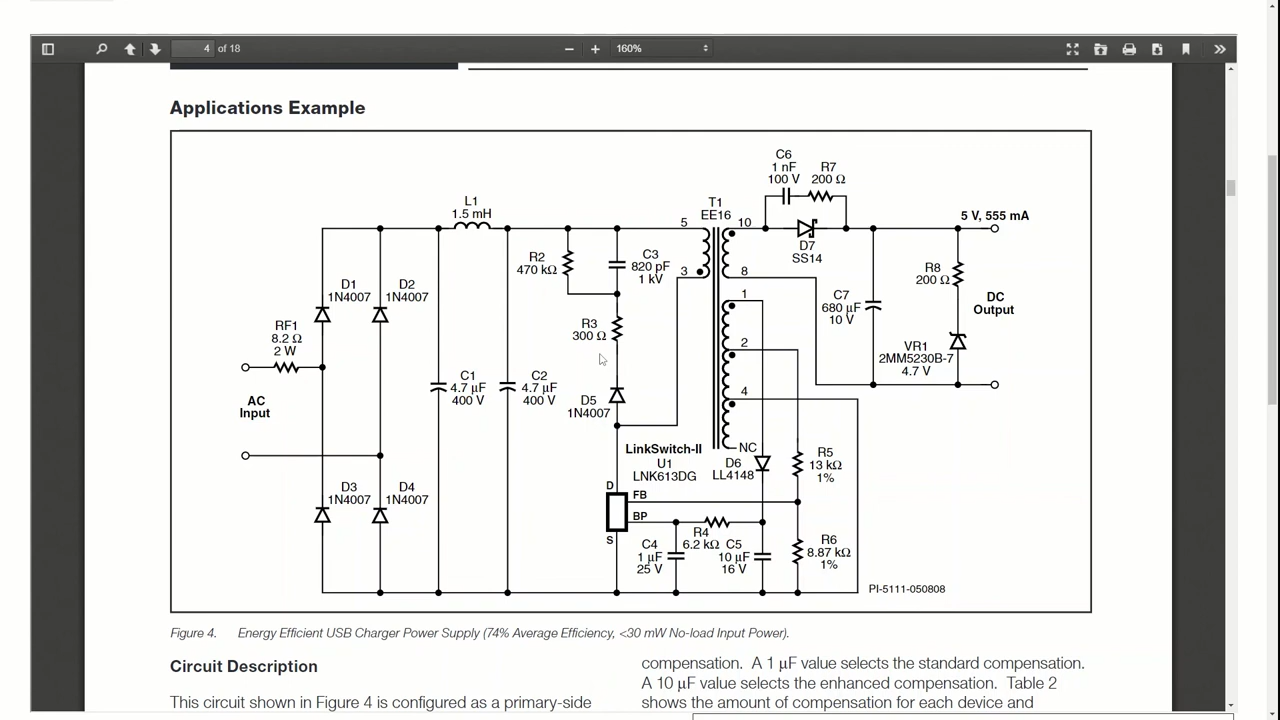 4 of 18
160%
Applications Example
C6
1 nF
100 V
R7
200 Ω
L1
1.5 mH
T1
EE16
5 V, 555 mA
5
10
D7
SS14
R2
470 kΩ
C3
820 pF
1 kV
3
8
R8
200 Ω
DC
Output
D1
1N4007
D2
1N4007
1
C7
680 μF
10 V
RF1
8.2 Ω
2 W
R3
300 Ω
2
VR1
2MM5230B-7
4.7 V
C1
4.7 μF
400 V
C2
4.7 μF
400 V
AC
Input
D5
1N4007
4
LinkSwitch-II
U1
LNK613DG
NC
D6
LL4148
R5
13 kΩ
1%
D3
1N4007
D4
1N4007
D
FB
BP
S
R4
6.2 kΩ
C4
1 μF
25 V
C5
10 μF
16 V
R6
8.87 kΩ
1%
PI-5111-050808
Figure 4. Energy Efficient USB Charger Power Supply (74% Average Efficiency, <30 mW No-load Input Power).
Circuit Description
This circuit shown in Figure 4 is configured as a primary-side
compensation. A 1 μF value selects the standard compensation.
A 10 μF value selects the enhanced compensation. Table 2
shows the amount of compensation for each device and